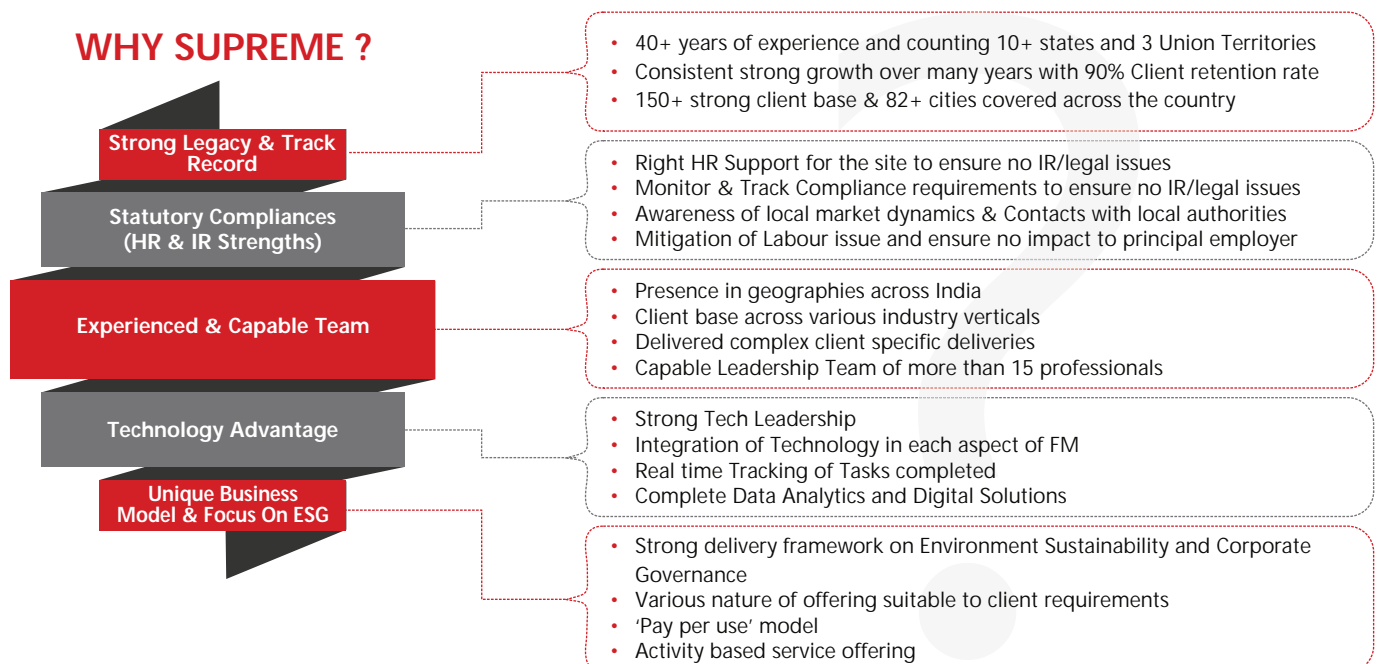 WHY SUPREME ?
Strong Legacy & Track
Record
• 40+ years of experience and counting 10+ states and 3 Union Territories
• Consistent strong growth over many years with 90% Client retention rate
• 150+ strong client base & 82+ cities covered across the country
Statutory Compliances
(HR & IR Strengths)
• Right HR Support for the site to ensure no IR/legal issues
• Monitor & Track Compliance requirements to ensure no IR/legal issues
• Awareness of local market dynamics & Contacts with local authorities
• Mitigation of Labour issue and ensure no impact to principal employer
Experienced & Capable Team
• Presence in geographies across India
• Client base across various industry verticals
• Delivered complex client specific deliveries
• Capable Leadership Team of more than 15 professionals
Technology Advantage
• Strong Tech Leadership
• Integration of Technology in each aspect of FM
• Real time Tracking of Tasks completed
• Complete Data Analytics and Digital Solutions
Unique Business
Model & Focus On ESG
• Strong delivery framework on Environment Sustainability and Corporate
Governance
• Various nature of offering suitable to client requirements
• ‘Pay per use’ model
• Activity based service offering
?